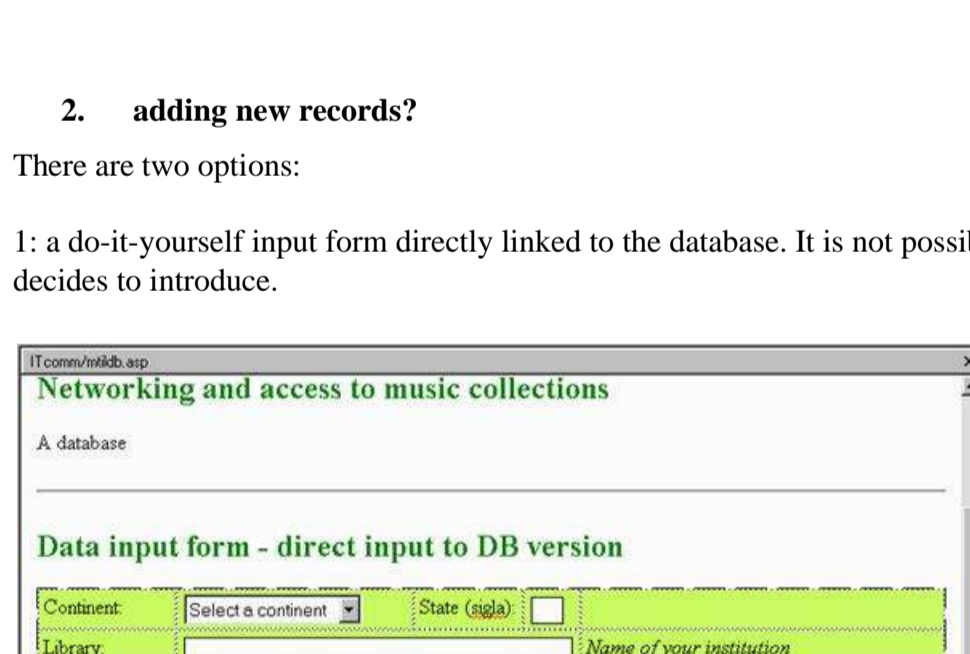 2. adding new records?
There are two options:
1: a do-it-yourself input form directly linked to the database. It is not
decides to introduce.
ITcomm/mtildb.asp
Networking and access to music collections
A database
Data input form - direct input to DB version
Continent: Select a continent State (sigla):
Library: Name of your institution